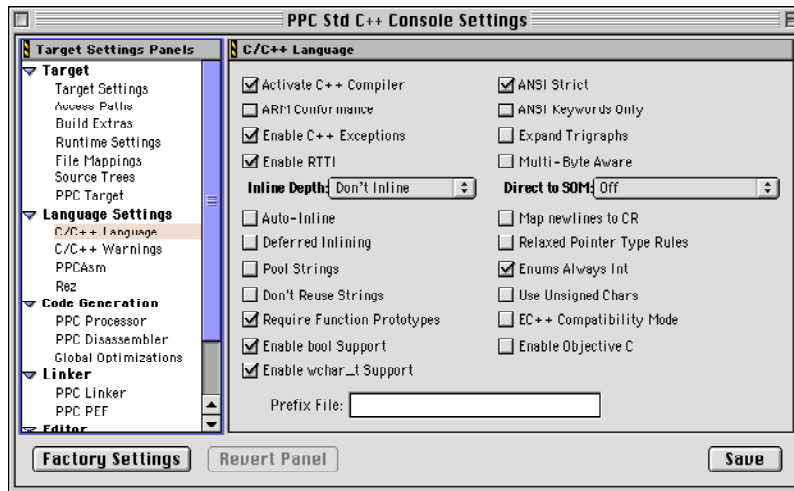 PPC Std C++ Console Settings
Target Settings Panels
Target
Target Settings
Access Paths
Build Extras
Runtime Settings
File Mappings
Source Trees
PPC Target
Language Settings
C/C++ Language
C/C++ Warnings
PPCAsm
Rez
Code Generation
PPC Processor
PPC Disassembler
Global Optimizations
Linker
PPC Linker
PPC PEF
Editor
C/C++ Language
Activate C++ Compiler
ANSI Strict
ARM Conformance
ANSI Keywords Only
Enable C++ Exceptions
Expand Trigraphs
Enable RTTI
Multi-Byte Aware
Inline Depth: Don't Inline
Direct to SOM: Off
Auto-Inline
Map newlines to CR
Deferred Inlining
Relaxed Pointer Type Rules
Pool Strings
Enums Always Int
Don't Reuse Strings
Use Unsigned Chars
Require Function Prototypes
EC++ Compatibility Mode
Enable bool Support
Enable Objective C
Enable wchar_t Support
Prefix File:
Factory Settings
Revert Panel
Save